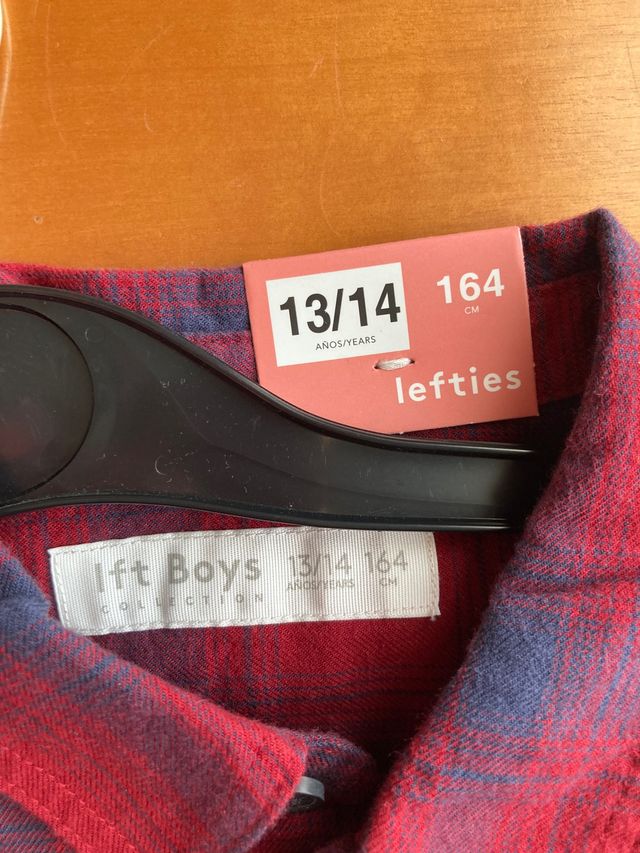 13/14
AÑOS/YEARS
164
CM
lefties
lft Boys
COLLECTION
13/14
AÑOS/YEARS
164
CM